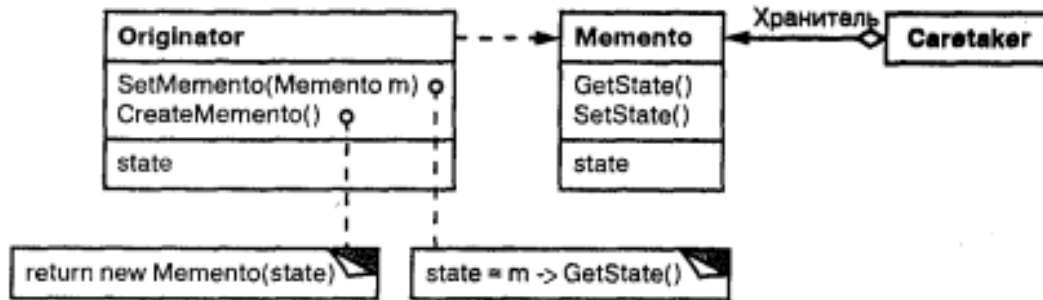 Originator
SetMemento(Memento m)
CreateMemento()
state
Memento
GetState()
SetState()
state
Хранитель
Caretaker
return new Memento(state)
state = m -> GetState()